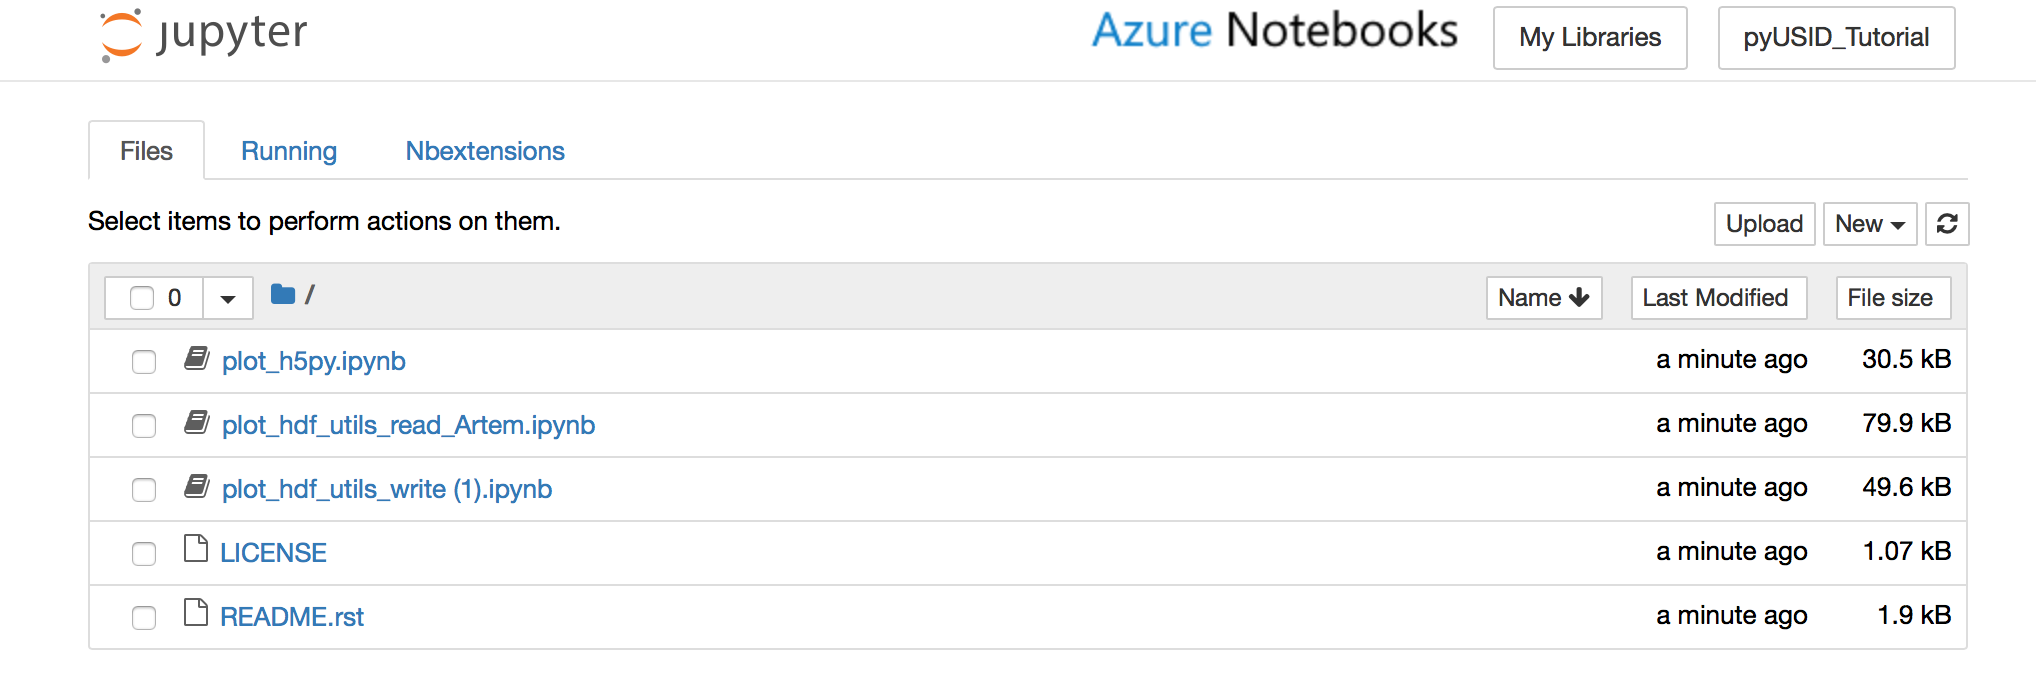 jupyter Azure Notebooks My Libraries pyUSID_Tutorial
Files Running Nbextensions
Select items to perform actions on them. Upload New
0 / Name Last Modified File size
plot_h5py.ipynb a minute ago 30.5 kB
plot_hdf_utils_read_Artem.ipynb a minute ago 79.9 kB
plot_hdf_utils_write (1).ipynb a minute ago 49.6 kB
LICENSE a minute ago 1.07 kB
README.rst a minute ago 1.9 kB